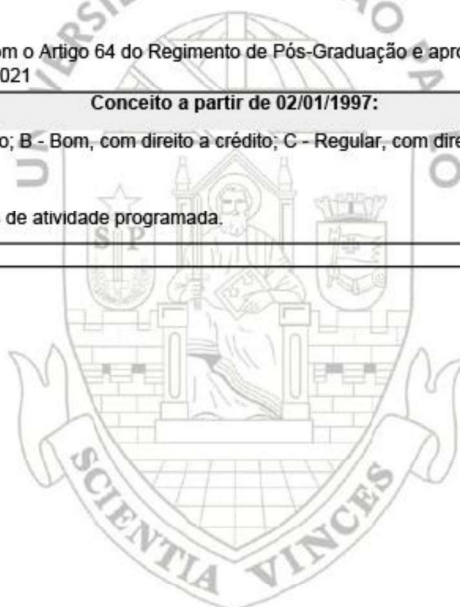 om o Artigo 64 do Regimento de Pós-Graduação e apro
021
Conceito a partir de 02/01/1997:
o; B - Bom, com direito a crédito; C - Regular, com dire
de atividade programada.
S P
SCIENTIA VINCES